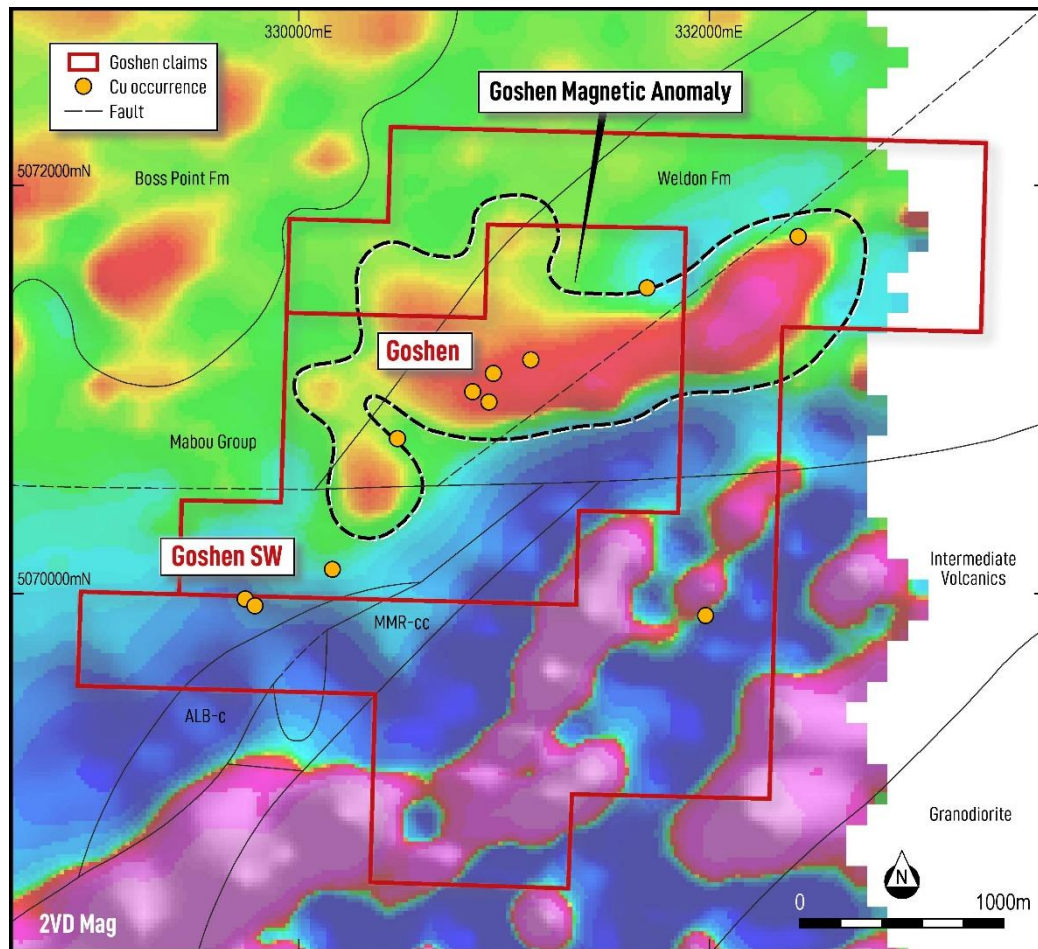 330000mE
332000mE
Goshen claims
Cu occurrence
Fault
Goshen Magnetic Anomaly
5072000mN
Boss Point Fm
Weldon Fm
Goshen
Mabou Group
Goshen SW
5070000mN
MMR-cc
Intermediate
Volcanics
ALB-c
Granodiorite
N
0
1000m
2VD Mag